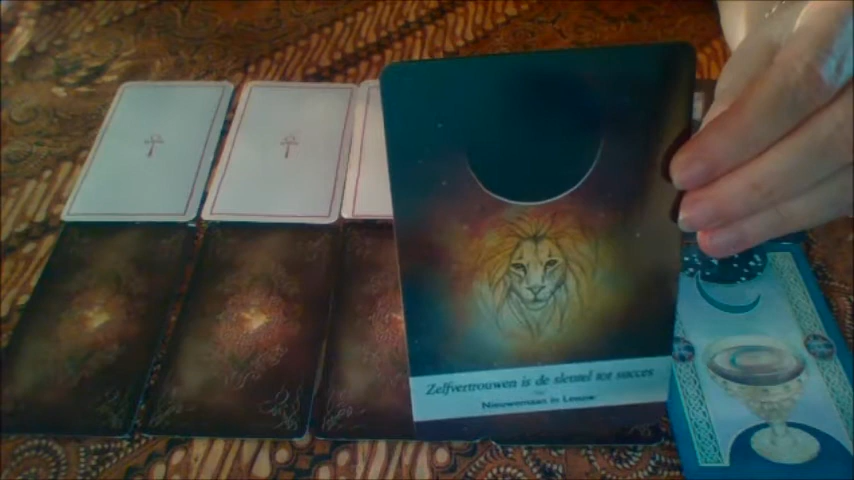 Zelfvertrouwen is de sleutel tot succes
Nieuwemaan in Leeuw